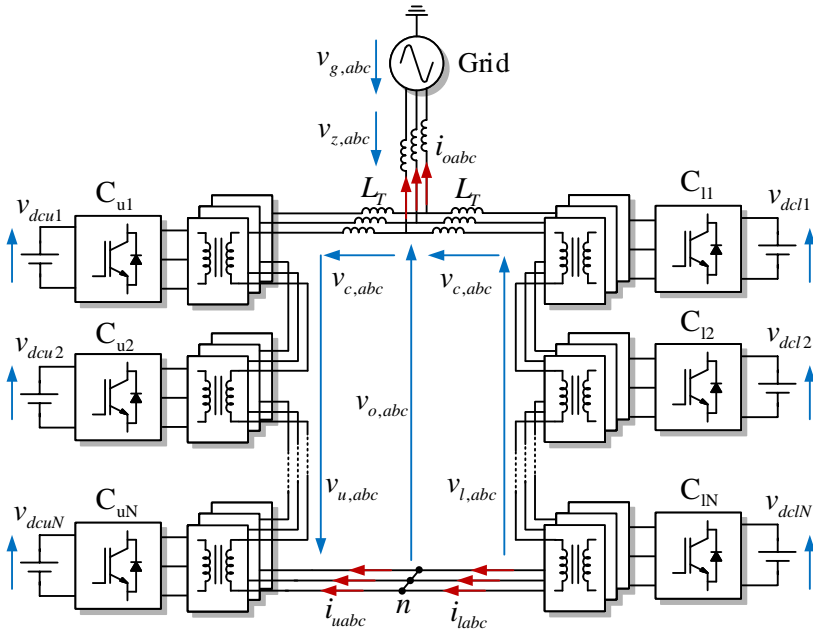 v_{g,abc}
Grid
v_{z,abc}
i_{oabc}
L_T L_T
v_{dcu1} C_{u1} C_{l1} v_{dcl1}
v_{c,abc} v_{c,abc}
v_{dcu2} C_{u2} C_{l2} v_{dcl2}
v_{o,abc}
v_{u,abc} v_{l,abc}
v_{dcuN} C_{uN} C_{lN} v_{dclN}
i_{uabc} n i_{labc}